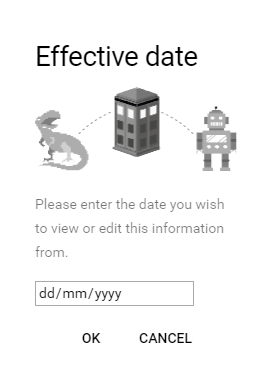 Effective date
Please enter the date you wish
to view or edit this information
from.
dd/mm/yyyy
OK CANCEL